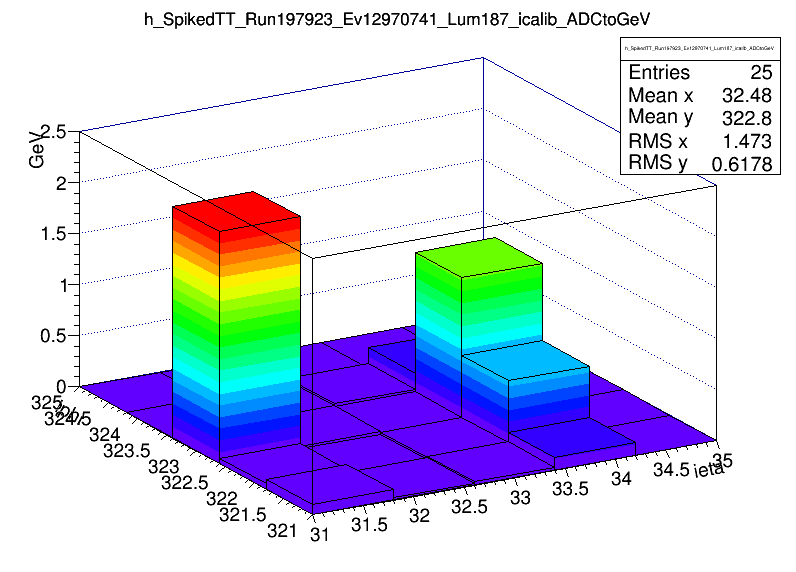 h_SpikedTT_Run197923_Ev12970741_Lum187_icalib_ADCtoGeV
h_SpikedTT_Run197923_Ev12970741_Lum187_icalib_ADCtoGeV
Entries 25
Mean x 32.48
Mean y 322.8
RMS x 1.473
RMS y 0.6178
GeV
2.5
2
1.5
1
0.5
0
325
324.5
324
323.5
323
322.5
322
321.5
321
31
31.5
32
32.5
33
33.5
34
34.5
35
ieta